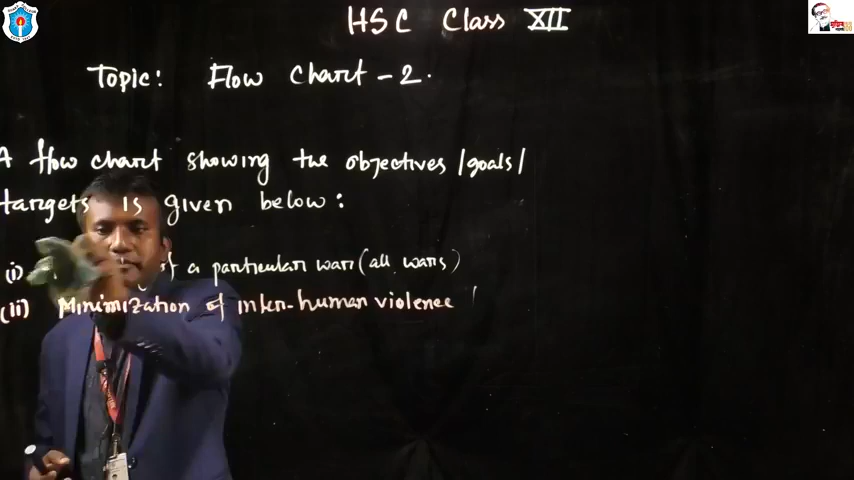 HSC Class XII
Topic: Flow chart - 2.
A flow chart showing the objectives /goals/
targets is given below:
(i) of a particular war (all wars)
(ii) Minimization of inter-human violence